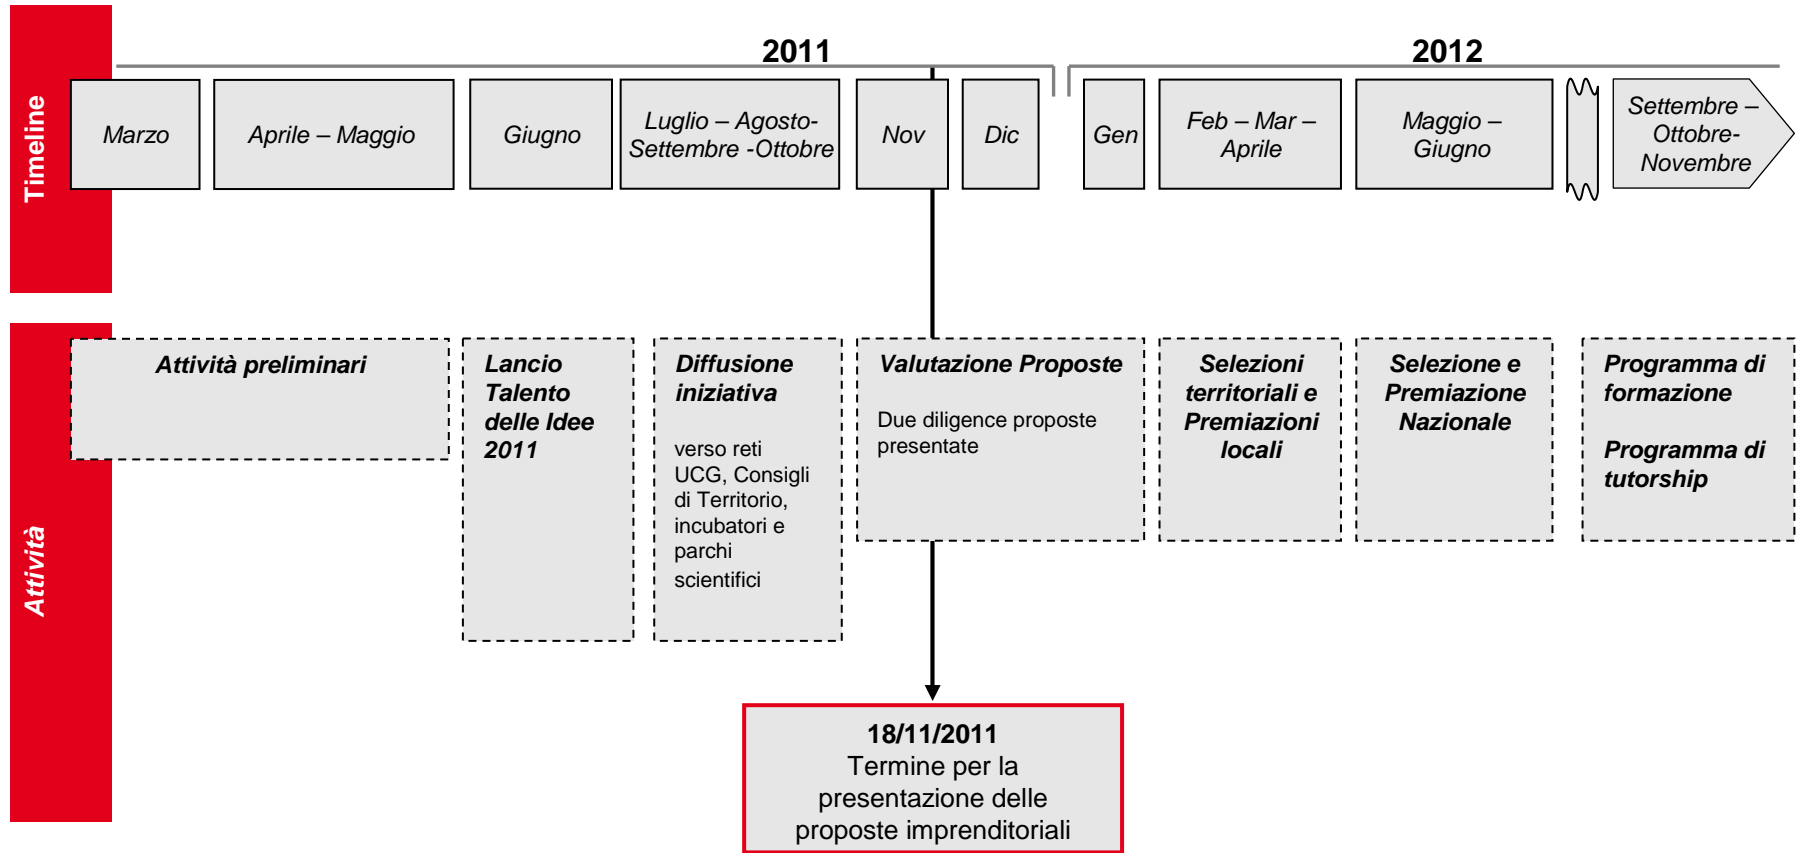 2011
2012
Timeline
Marzo
Aprile – Maggio
Giugno
Luglio – Agosto-
Settembre -Ottobre
Nov
Dic
Gen
Feb – Mar –
Aprile
Maggio –
Giugno
Settembre –
Ottobre-
Novembre
Attività
Attività preliminari
Lancio
Talento
delle Idee
2011
Diffusione
iniziativa
verso reti
UCG, Consigli
di Territorio,
incubatori e
parchi
scientifici
Valutazione Proposte
Due diligence proposte
presentate
Selezioni
territoriali e
Premiazioni
locali
Selezione e
Premiazione
Nazionale
Programma di
formazione
Programma di
tutorship
18/11/2011
Termine per la
presentazione delle
proposte imprenditoriali